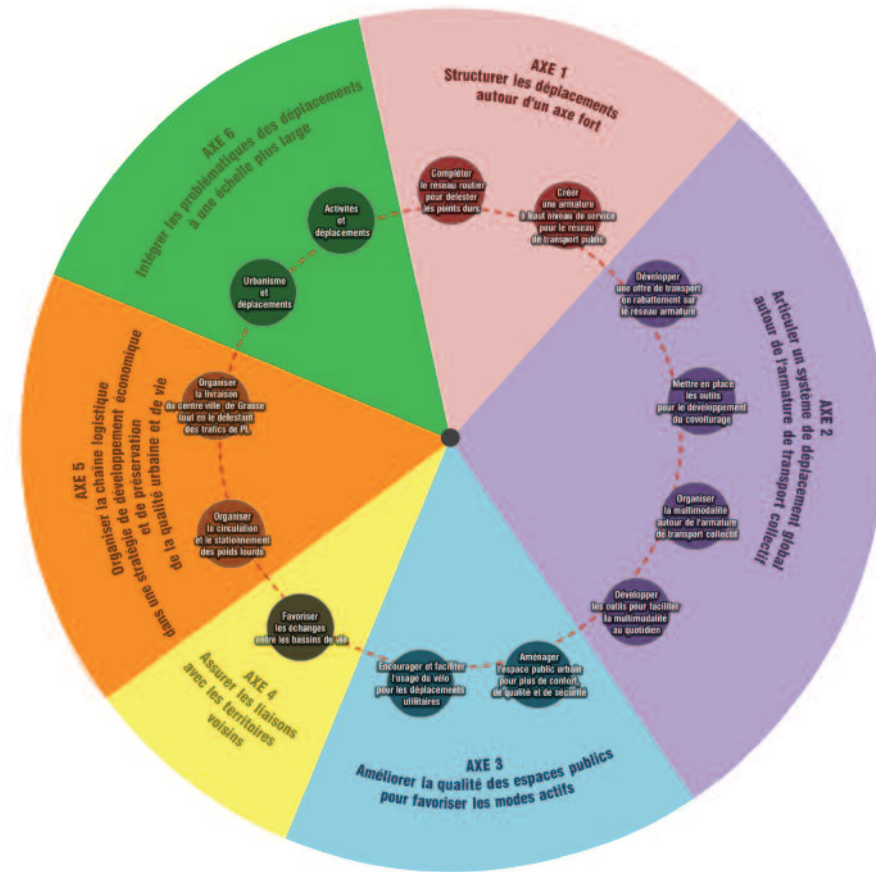 AXE 1
Structurer les déplacements
autour d'un axe fort
Compléter
le réseau routier
pour délester
les points durs
Créer
une armature
à haut niveau de service
pour le réseau
de transport public
AXE 2
Articuler un système de déplacement global
autour de l'armature de transport collectif
Développer
une offre de transport
en rabattement sur
le réseau armature
Mettre en place
les outils
pour le développement
du covoiturage
Organiser
la multimodalité
autour de l'armature
de transport collectif
Développer
les outils pour faciliter
la multimodalité
au quotidien
AXE 3
Améliorer la qualité des espaces publics
pour favoriser les modes actifs
Aménager
l'espace public urbain
pour plus de confort,
de qualité et de sécurité
Encourager et faciliter
l'usage du vélo
pour les déplacements
utilitaires
AXE 4
Assurer les liaisons
avec les territoires
voisins
Favoriser
les échanges
entre les bassins de vie
AXE 5
Organiser la chaine logistique
dans une stratégie de développement économique
et de préservation
de la qualité urbaine et de vie
Organiser
la circulation
et le stationnement
des poids lourds
Organiser
la livraison
du centre ville de Grasse
tout en le délestant
des trafics de PL
AXE 6
Intégrer les problématiques des déplacements
à une échelle plus large
Urbanisme
et
déplacements
Activités
et
déplacements